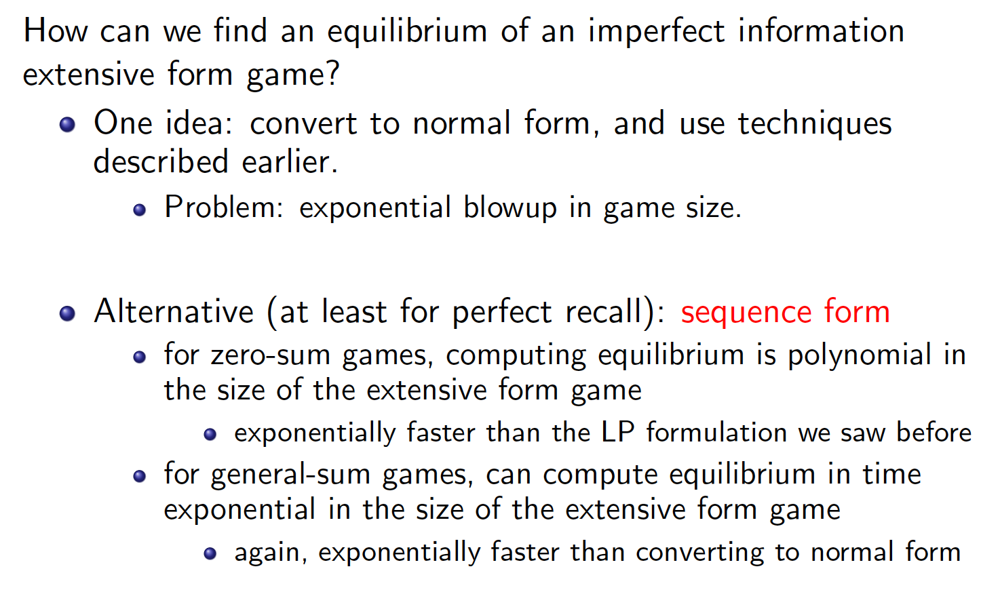 How can we find an equilibrium of an imperfect information
extensive form game?
One idea: convert to normal form, and use techniques
described earlier.
Problem: exponential blowup in game size.
Alternative (at least for perfect recall): sequence form
for zero-sum games, computing equilibrium is polynomial in
the size of the extensive form game
exponentially faster than the LP formulation we saw before
for general-sum games, can compute equilibrium in time
exponential in the size of the extensive form game
again, exponentially faster than converting to normal form